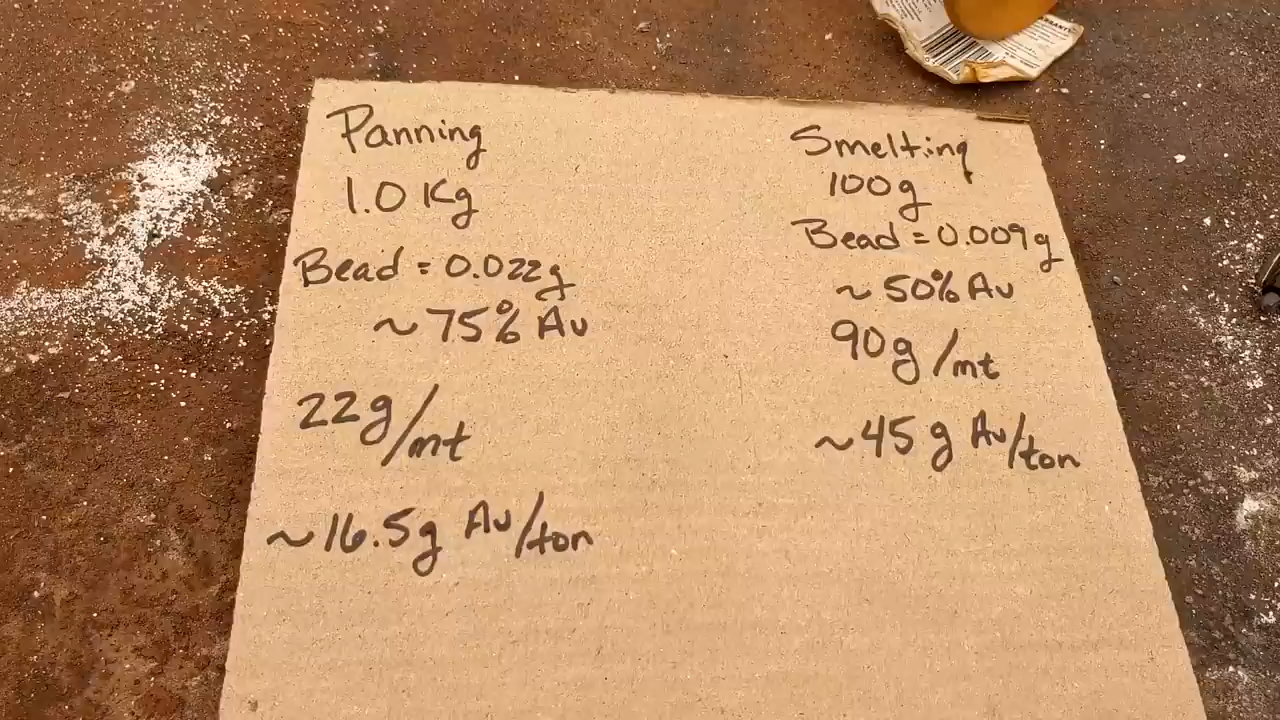 Panning
1.0 Kg
Bead = 0.022g
~75% Au
22g/mt
~16.5g Au/ton
Smelting
100g
Bead = 0.009g
~50% Au
90g/mt
~45g Au/ton